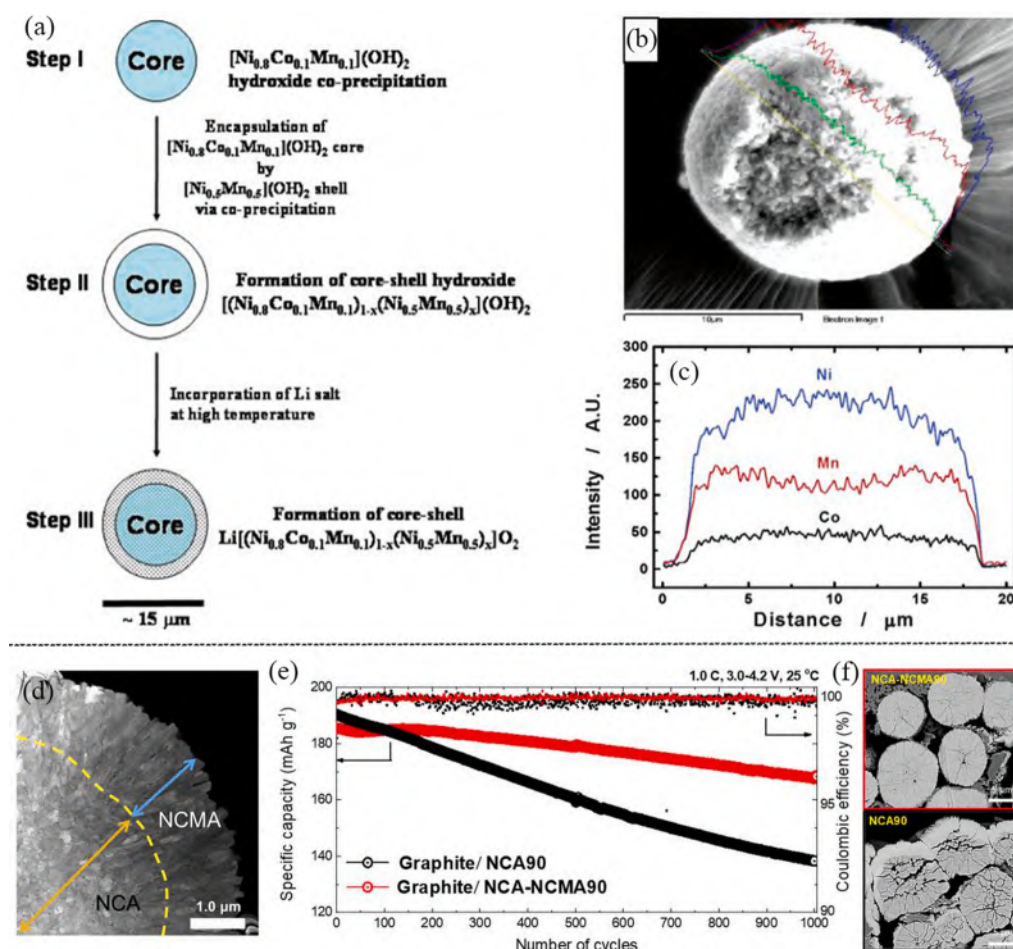 (a)
Step I
Core
[Ni0.8Co0.1Mn0.1](OH)2
hydroxide co-precipitation
Encapsulation of
[Ni0.8Co0.1Mn0.1](OH)2 core
by
[Ni0.5Mn0.5](OH)2 shell
via co-precipitation
Step II
Core
Formation of core-shell hydroxide
[(Ni0.8Co0.1Mn0.1)1-x(Ni0.5Mn0.5)x](OH)2
Incorporation of Li salt
at high temperature
Step III
Core
Formation of core-shell
Li[(Ni0.8Co0.1Mn0.1)1-x(Ni0.5Mn0.5)x]O2
~ 15 μm
(b)
10μm
Electron Image 1
(c)
Intensity / A.U.
300
250
200
150
100
50
0
Ni
Mn
Co
0 5 10 15 20
Distance / μm
(d)
NCMA
NCA
1.0 μm
(e)
1.0 C, 3.0-4.2 V, 25 °C
Specific capacity (mAh g-1)
200
180
160
140
120
Coulombic efficiency (%)
100
95
90
Graphite/ NCA90
Graphite/ NCA-NCMA90
0 100 200 300 400 500 600 700 800 900 1000
Number of cycles
(f)
NCA-NCMA90
NCA90